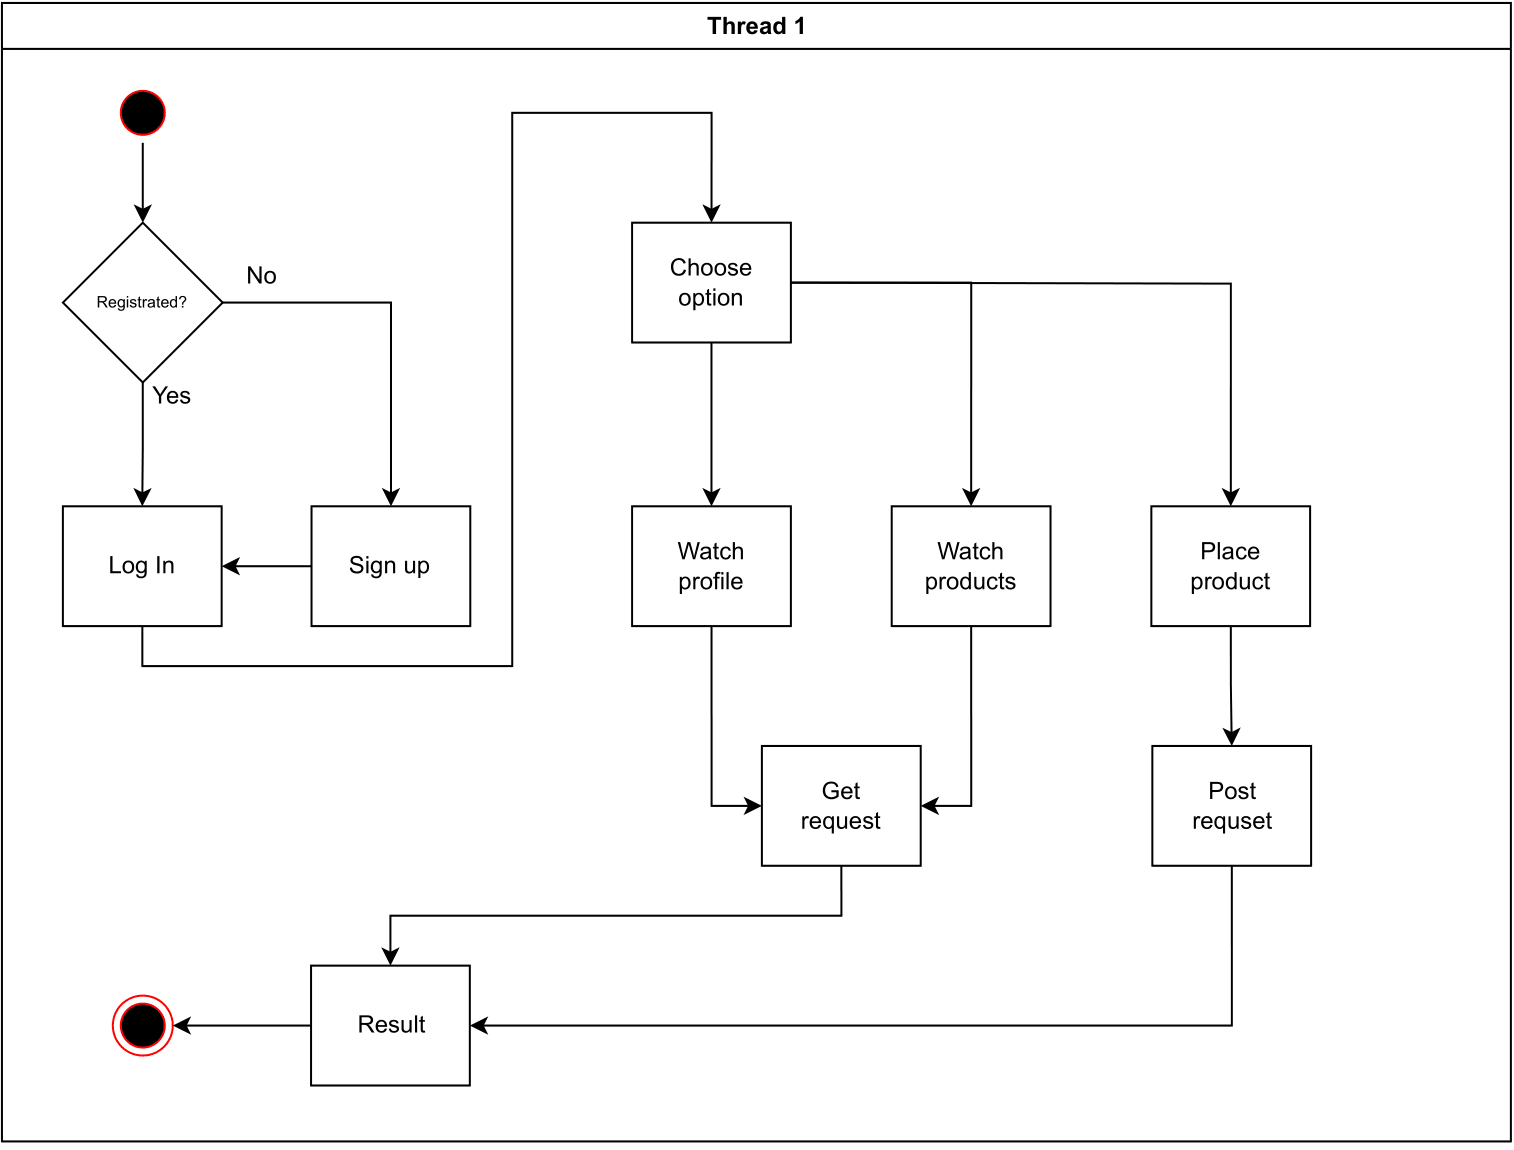 Thread 1
Registrated?
No
Yes
Choose
option
Log In
Sign up
Watch
profile
Watch
products
Place
product
Get
request
Post
requset
Result